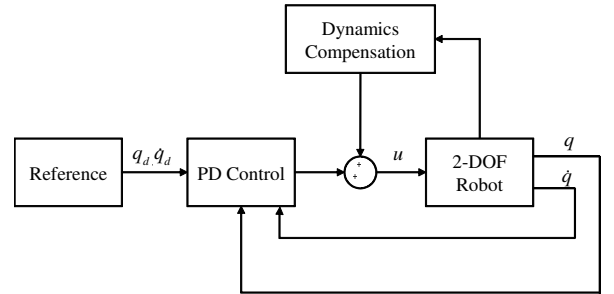 Dynamics
Compensation
q_d, q̇_d
Reference
PD Control
+
+
u
2-DOF
Robot
q
q̇